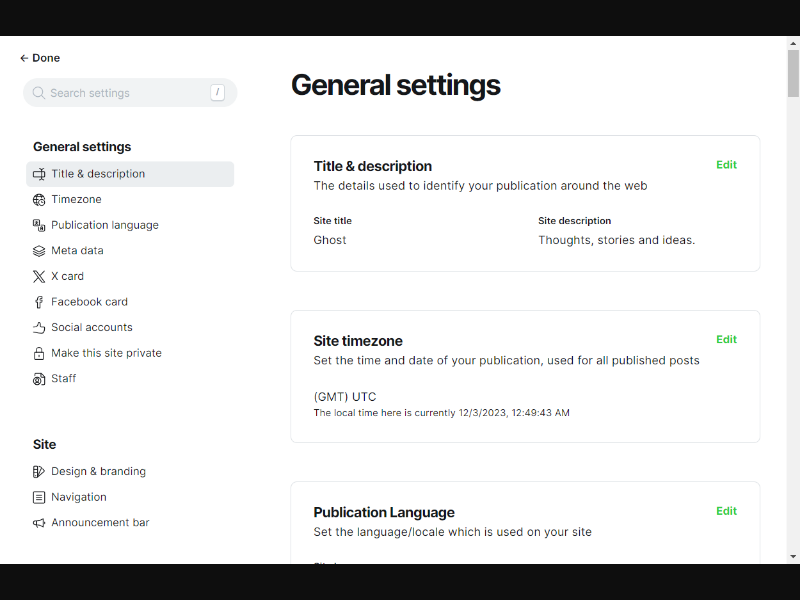 ← Done
Search settings /
General settings
Title & description
Timezone
Publication language
Meta data
X card
Facebook card
Social accounts
Make this site private
Staff
Site
Design & branding
Navigation
Announcement bar
General settings
Title & description Edit
The details used to identify your publication around the web
Site title Site description
Ghost Thoughts, stories and ideas.
Site timezone Edit
Set the time and date of your publication, used for all published posts
(GMT) UTC
The local time here is currently 12/3/2023, 12:49:43 AM
Publication Language Edit
Set the language/locale which is used on your site